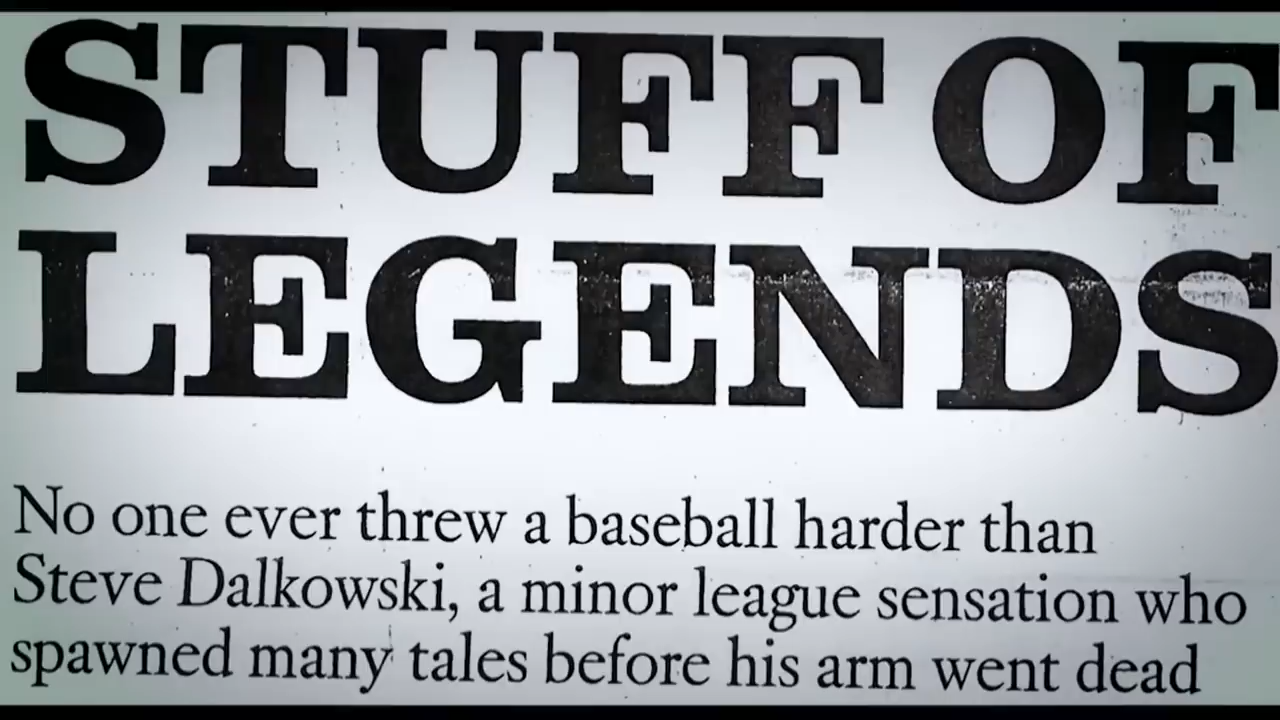 STUFF OF
LEGENDS
No one ever threw a baseball harder than
Steve Dalkowski, a minor league sensation who
spawned many tales before his arm went dead